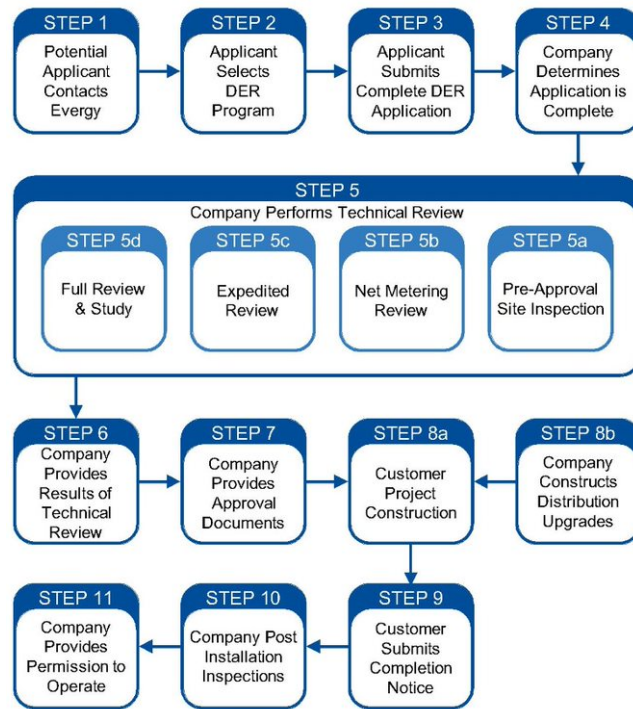 STEP 1
Potential
Applicant
Contacts
Evergy
STEP 2
Applicant
Selects
DER
Program
STEP 3
Applicant
Submits
Complete DER
Application
STEP 4
Company
Determines
Application is
Complete
STEP 5
Company Performs Technical Review
STEP 5d
Full Review
& Study
STEP 5c
Expedited
Review
STEP 5b
Net Metering
Review
STEP 5a
Pre-Approval
Site Inspection
STEP 6
Company
Provides
Results of
Technical
Review
STEP 7
Company
Provides
Approval
Documents
STEP 8a
Customer
Project
Construction
STEP 8b
Company
Constructs
Distribution
Upgrades
STEP 11
Company
Provides
Permission to
Operate
STEP 10
Company Post
Installation
Inspections
STEP 9
Customer
Submits
Completion
Notice